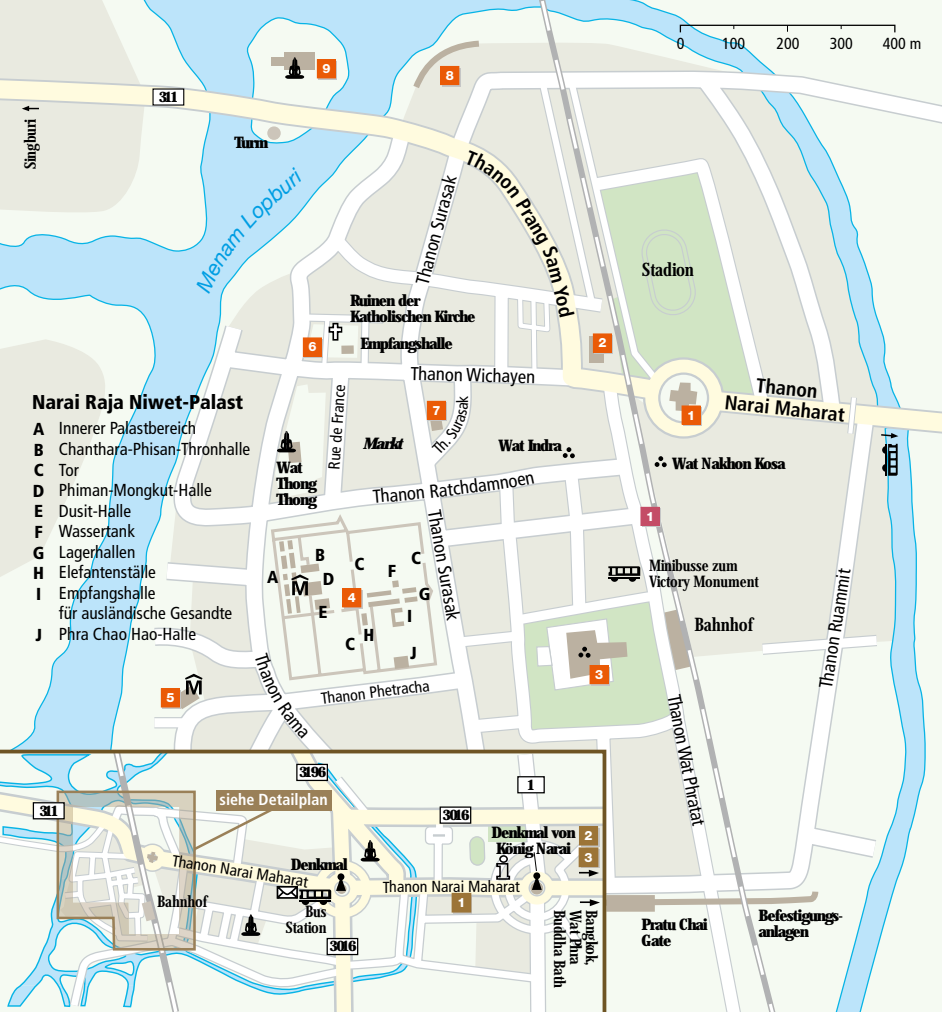 0 100 200 300 400 m
9
8
311
Singburi
Turm
Menam Lopburi
Thanon Surasak
Thanon Prang Sam Yod
Stadion
Ruinen der
Katholischen Kirche
6
Empfangshalle
2
Thanon Wichayen
Thanon
Narai Maharat
1
Narai Raja Niwet-Palast
A Innerer Palastbereich
B Chanthara-Phisan-Thronhalle
C Tor
D Phiman-Mongkut-Halle
E Dusit-Halle
F Wassertank
G Lagerhallen
H Elefantenställe
I Empfangshalle
für ausländische Gesandte
J Phra Chao Hao-Halle
Rue de France
7
Th. Surasak
Markt
Wat Indra
Wat Nakhon Kosa
Wat
Thong
Thong
Thanon Ratchdamnoen
1
Thanon Surasak
A
B
C
D
E
F
C
G
4
H
I
C
J
M
Minibusse zum
Victory Monument
Bahnhof
3
Thanon Ruammit
5
M
Thanon Rama
Thanon Phetracha
Thanon Wat Phratat
3196
1
311
siehe Detailplan
3016
Denkmal von
König Narai
2
3
Thanon Narai Maharat
Denkmal
Thanon Narai Maharat
1
Bahnhof
Bus
Station
3016
Bangkok,
Wat Phra
Buddha Bath
Pratu Chai
Gate
Befestigungs-
anlagen